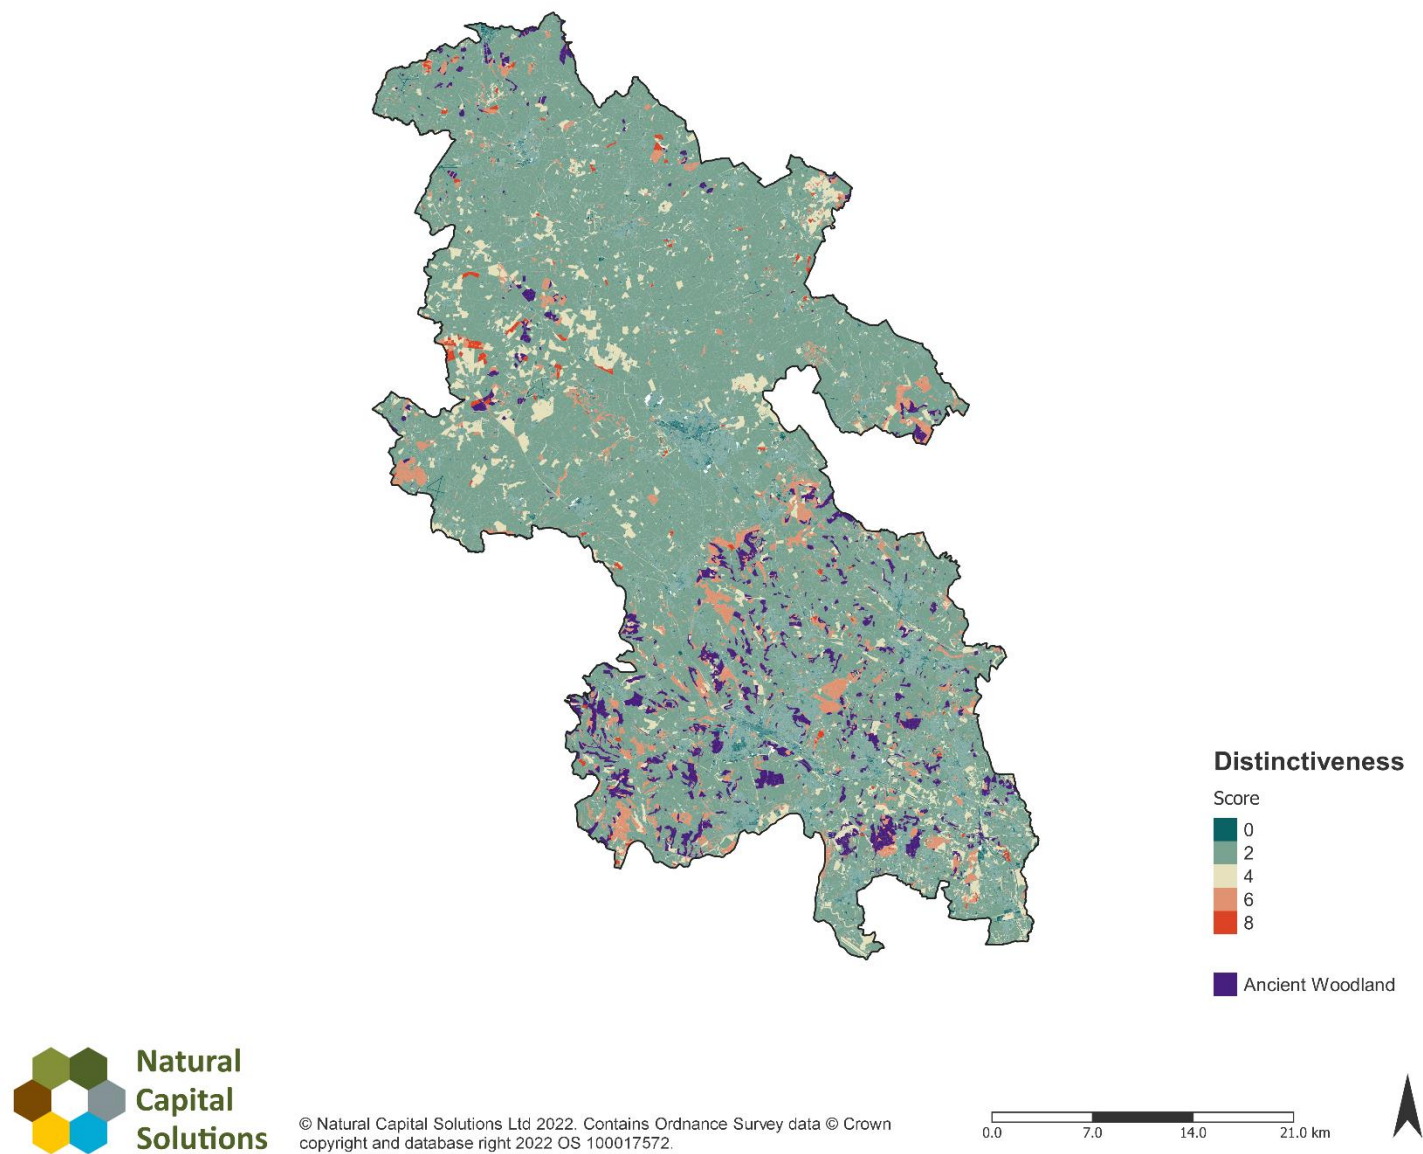 Distinctiveness
Score
0
2
4
6
8
Ancient Woodland
Natural
Capital
Solutions
© Natural Capital Solutions Ltd 2022. Contains Ordnance Survey data © Crown
copyright and database right 2022 OS 100017572.
0.0 7.0 14.0 21.0 km